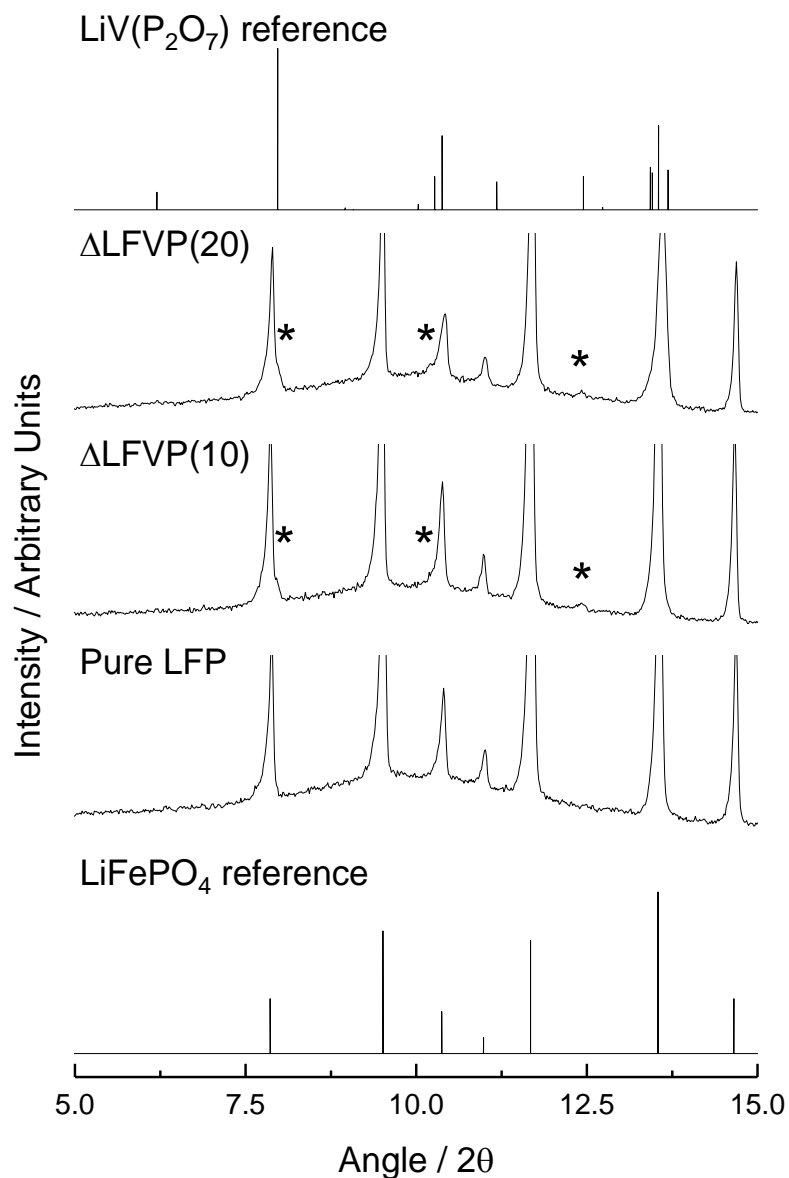 LiV(P₂O₇) reference
ΔLFVP(20)
* * *
ΔLFVP(10)
* * *
Pure LFP
LiFePO₄ reference
Intensity / Arbitrary Units
5.0 7.5 10.0 12.5 15.0
Angle / 2θ